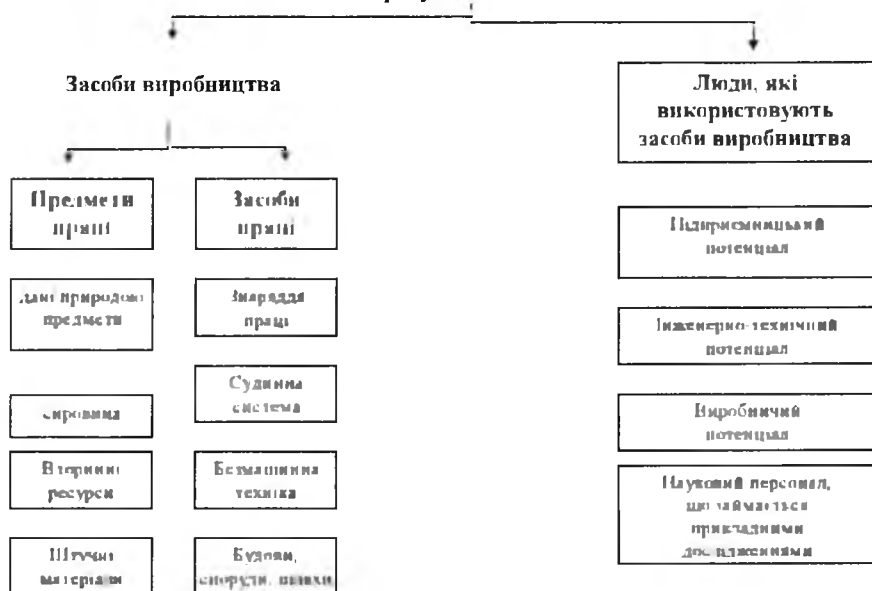 Засоби виробництва
Люди, які
використовують
засоби виробництва
Предмети
праці
Засоби
праці
Підприємницький
потенціал
дані природою
предмети
Знаряддя
праці
Інженерно-технічний
потенціал
Судинна
система
сировина
Виробничий
потенціал
Вторинні
ресурси
Безмашинна
техніка
Науковий персонал,
що займається
прикладними
дослідженнями
Штучні
матеріали
Будови,
споруди, шляхи